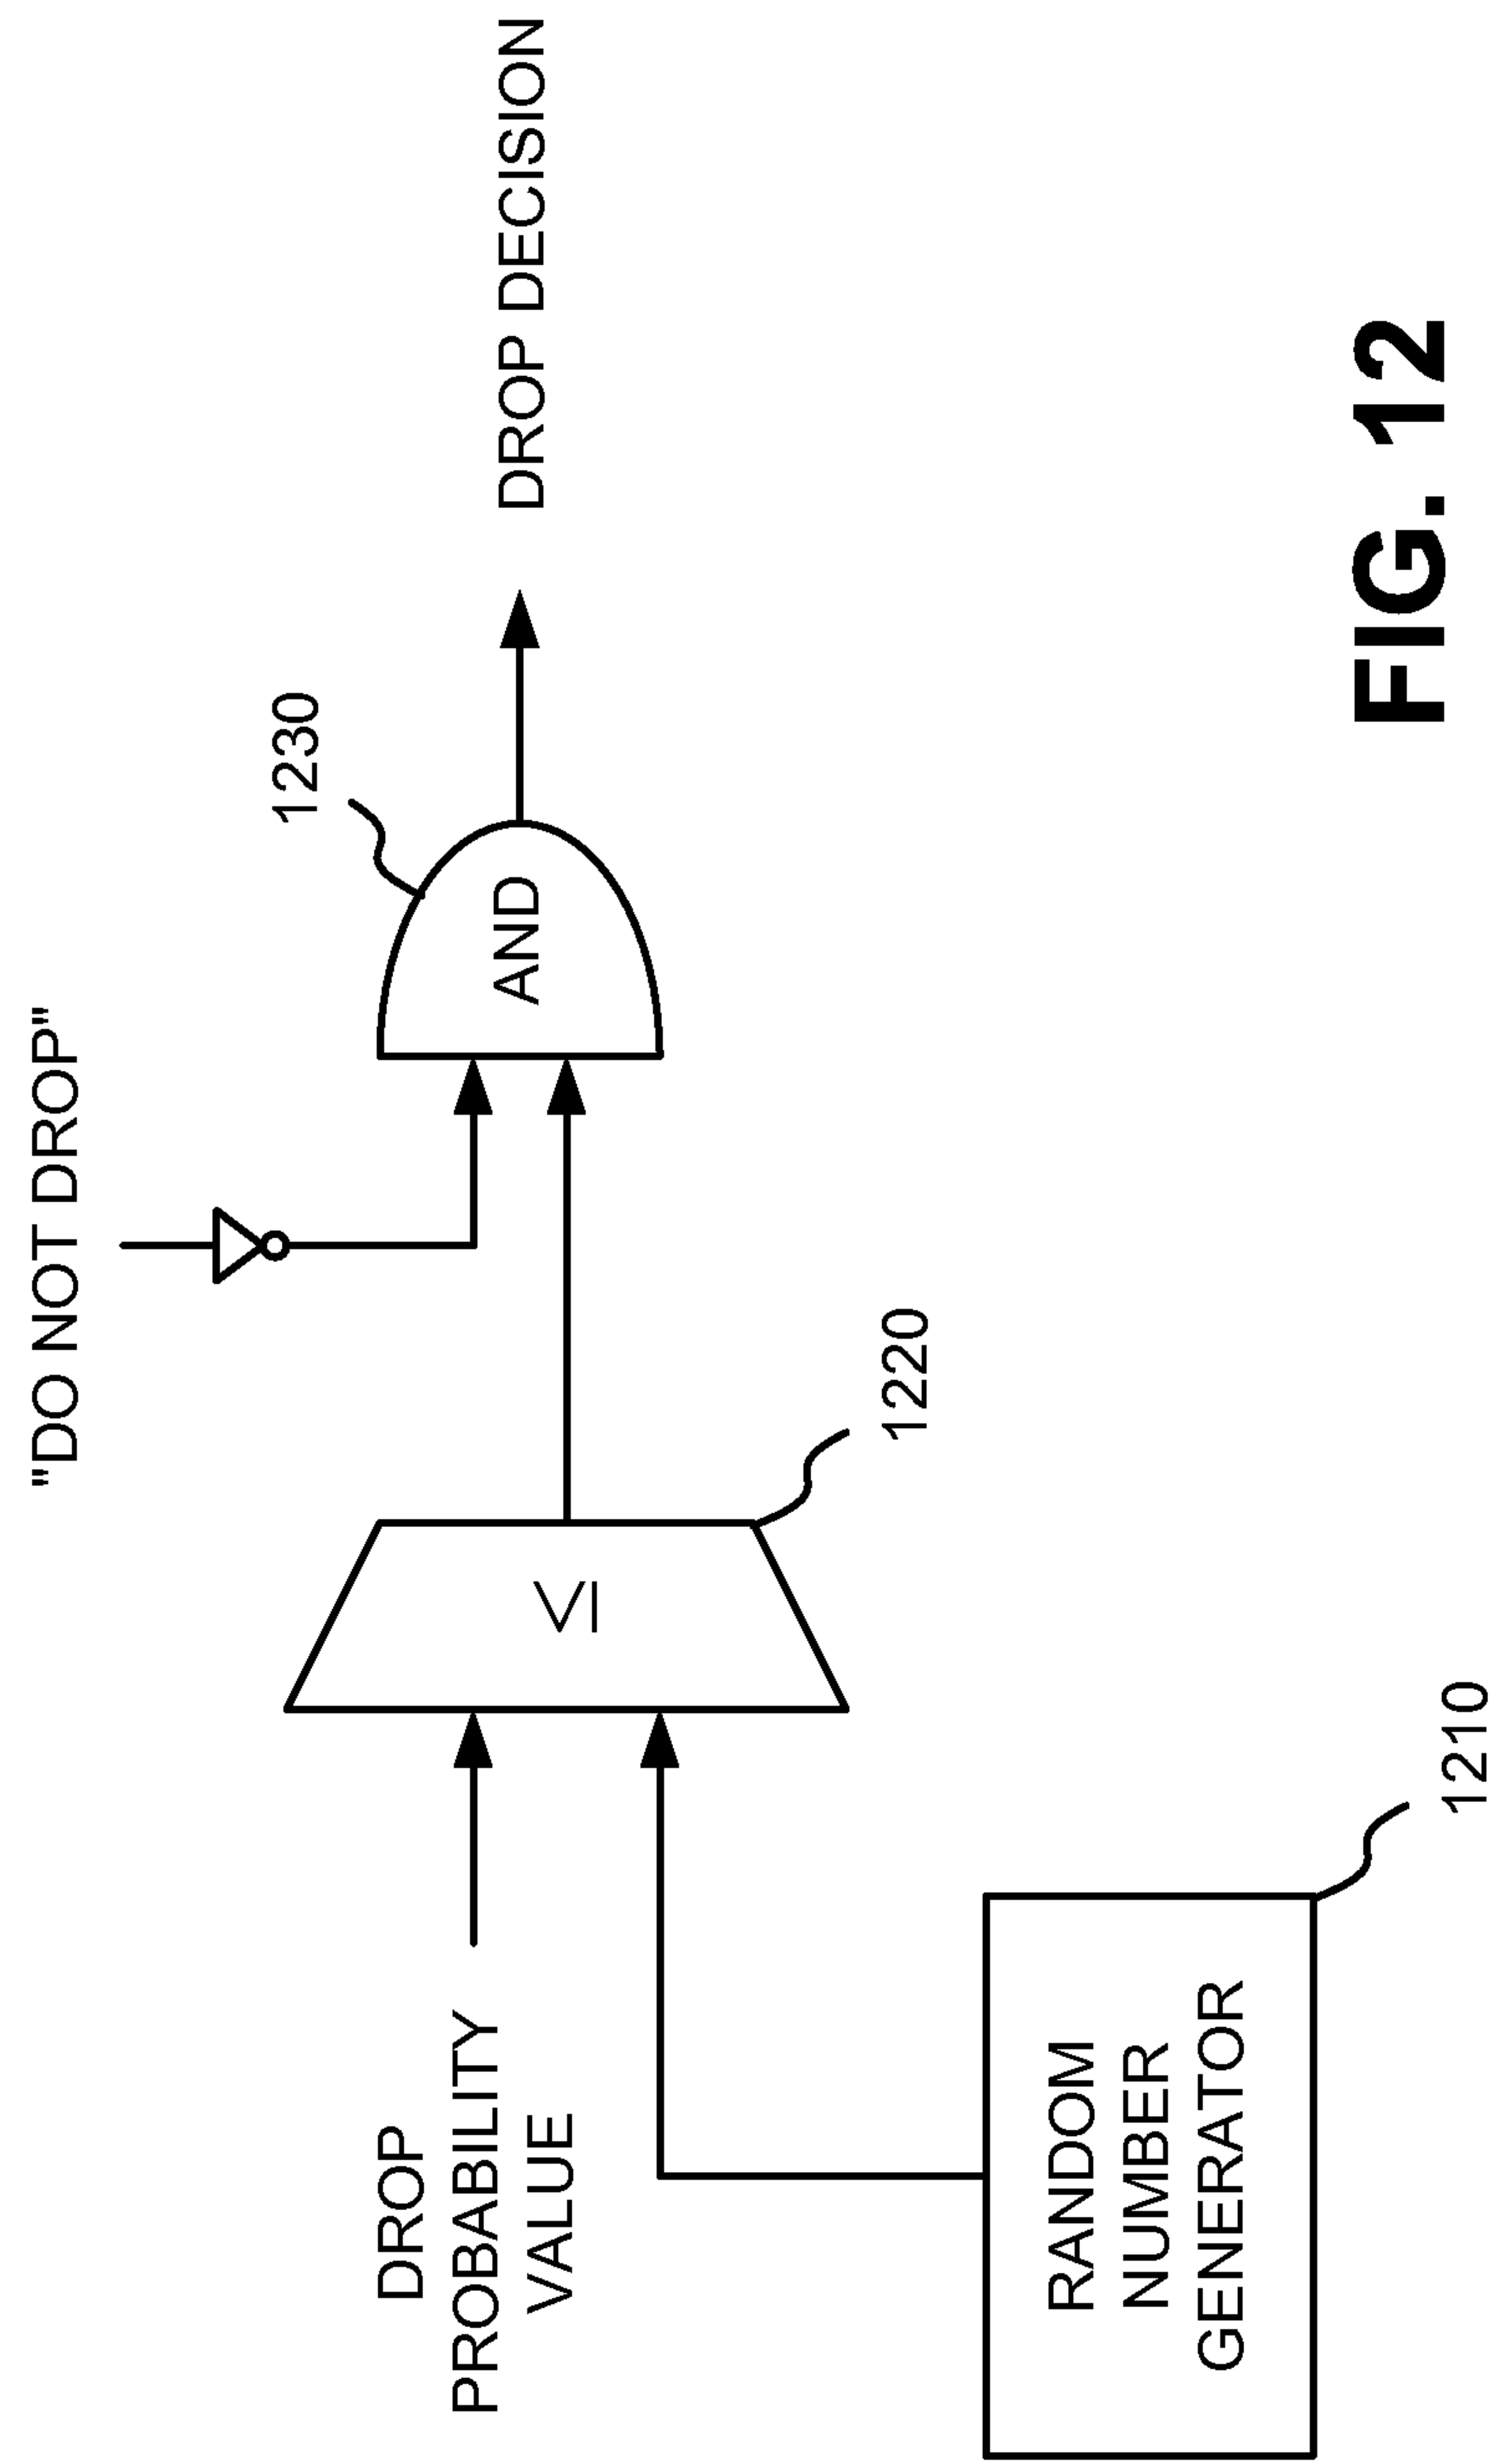 "DO NOT DROP"
1230
DROP
PROBABILITY
VALUE
≤
AND
DROP DECISION
1220
RANDOM
NUMBER
GENERATOR
1210
FIG. 12